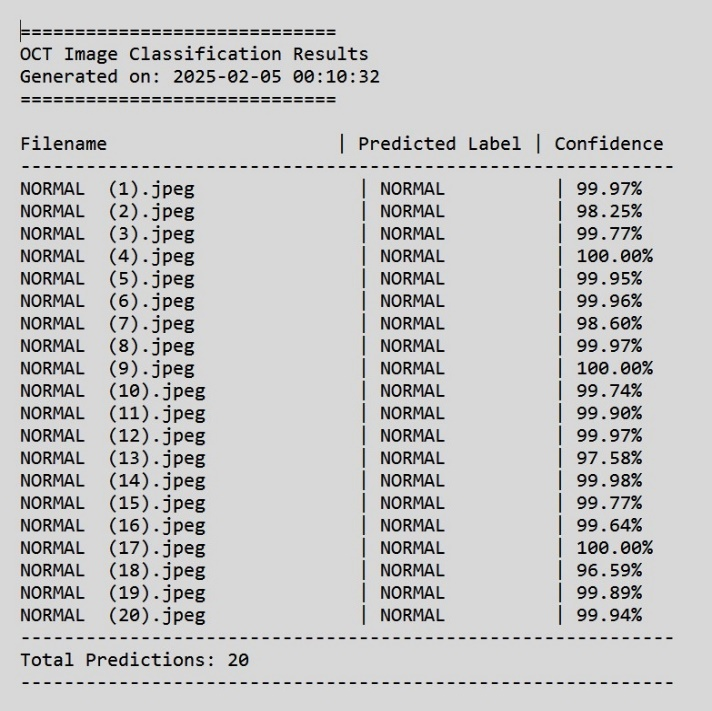 =============================
OCT Image Classification Results
Generated on: 2025-02-05 00:10:32
=============================
Filename | Predicted Label | Confidence
------------------------------------------------------------
NORMAL (1).jpeg | NORMAL | 99.97%
NORMAL (2).jpeg | NORMAL | 98.25%
NORMAL (3).jpeg | NORMAL | 99.77%
NORMAL (4).jpeg | NORMAL | 100.00%
NORMAL (5).jpeg | NORMAL | 99.95%
NORMAL (6).jpeg | NORMAL | 99.96%
NORMAL (7).jpeg | NORMAL | 98.60%
NORMAL (8).jpeg | NORMAL | 99.97%
NORMAL (9).jpeg | NORMAL | 100.00%
NORMAL (10).jpeg | NORMAL | 99.74%
NORMAL (11).jpeg | NORMAL | 99.90%
NORMAL (12).jpeg | NORMAL | 99.97%
NORMAL (13).jpeg | NORMAL | 97.58%
NORMAL (14).jpeg | NORMAL | 99.98%
NORMAL (15).jpeg | NORMAL | 99.77%
NORMAL (16).jpeg | NORMAL | 99.64%
NORMAL (17).jpeg | NORMAL | 100.00%
NORMAL (18).jpeg | NORMAL | 96.59%
NORMAL (19).jpeg | NORMAL | 99.89%
NORMAL (20).jpeg | NORMAL | 99.94%
------------------------------------------------------------
Total Predictions: 20
------------------------------------------------------------